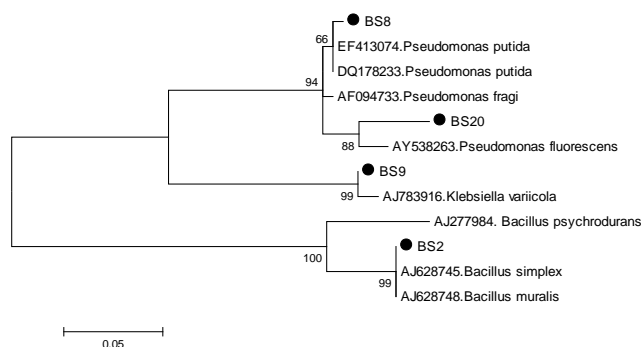 BS8
66
EF413074.Pseudomonas putida
DQ178233.Pseudomonas putida
94
AF094733.Pseudomonas fragi
BS20
88
AY538263.Pseudomonas fluorescens
BS9
99
AJ783916.Klebsiella variicola
AJ277984. Bacillus psychrodurans
BS2
100
AJ628745.Bacillus simplex
99
AJ628748.Bacillus muralis
0.05